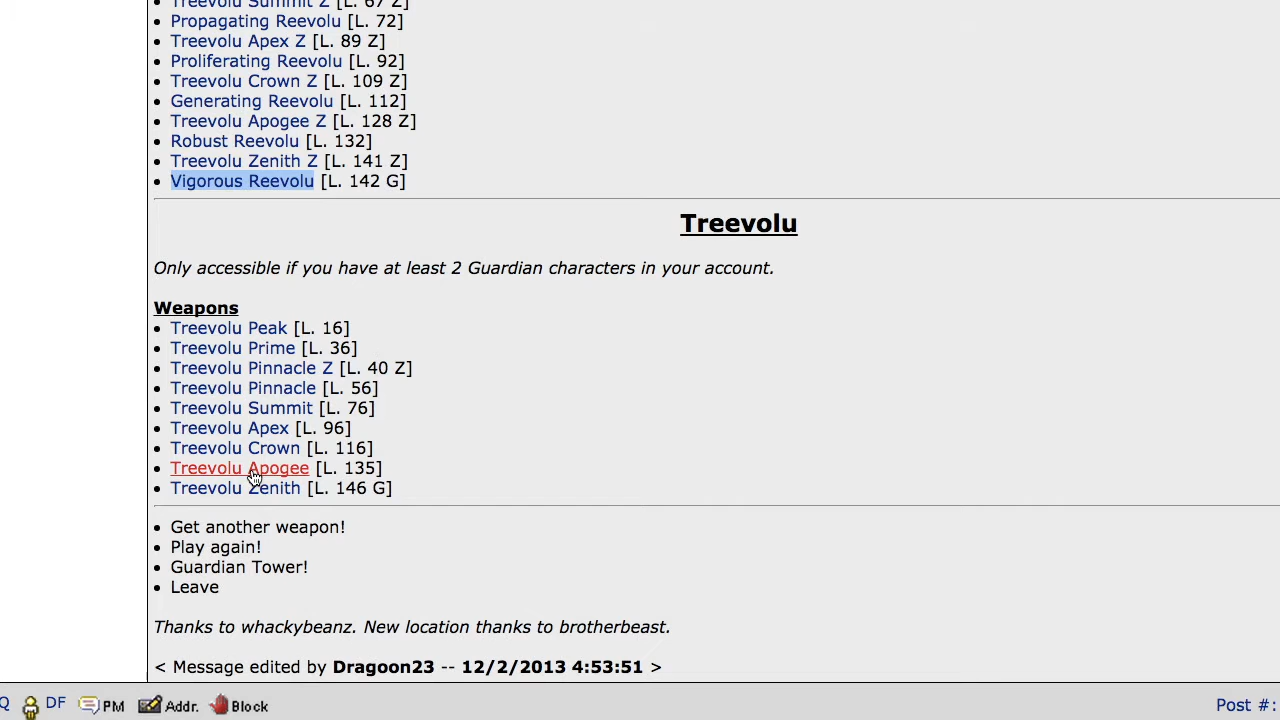 Treevolu Summit Z [L. 67 Z]
Propagating Reevolu [L. 72]
Treevolu Apex Z [L. 89 Z]
Proliferating Reevolu [L. 92]
Treevolu Crown Z [L. 109 Z]
Generating Reevolu [L. 112]
Treevolu Apogee Z [L. 128 Z]
Robust Reevolu [L. 132]
Treevolu Zenith Z [L. 141 Z]
Vigorous Reevolu [L. 142 G]
Treevolu
Only accessible if you have at least 2 Guardian characters in your account.
Weapons
Treevolu Peak [L. 16]
Treevolu Prime [L. 36]
Treevolu Pinnacle Z [L. 40 Z]
Treevolu Pinnacle [L. 56]
Treevolu Summit [L. 76]
Treevolu Apex [L. 96]
Treevolu Crown [L. 116]
Treevolu Apogee [L. 135]
Treevolu Zenith [L. 146 G]
Get another weapon!
Play again!
Guardian Tower!
Leave
Thanks to whackybeanz. New location thanks to brotherbeast.
< Message edited by Dragoon23 -- 12/2/2013 4:53:51 >
Q DF PM Addr. Block Post #: